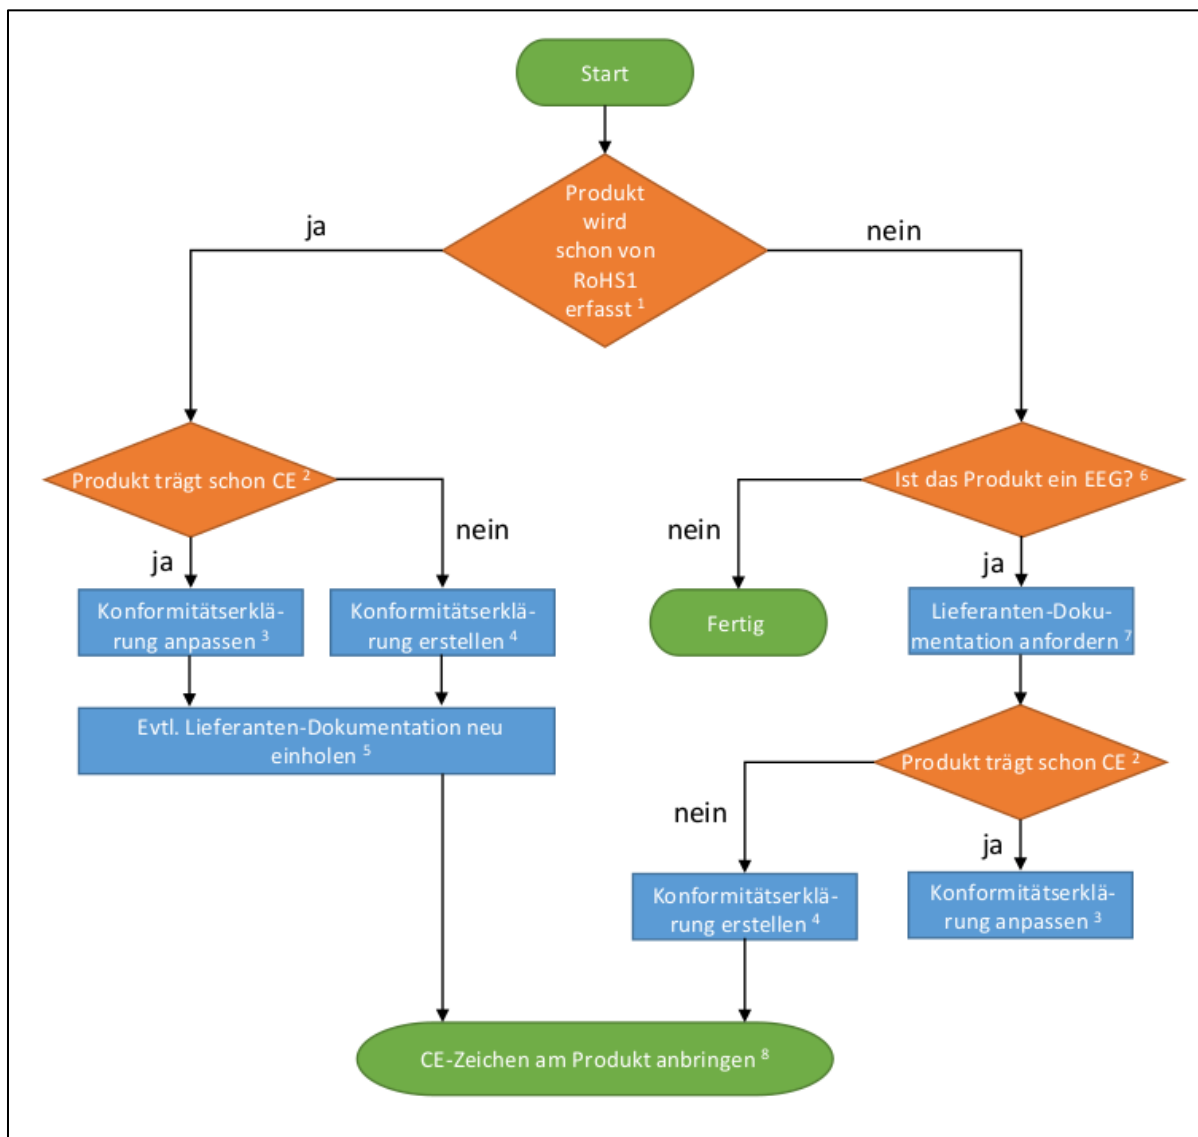 Start
Produkt
wird
schon von
RoHS1
erfasst ¹
ja
nein
Produkt trägt schon CE ²
Ist das Produkt ein EEG? ⁶
nein
nein
ja
ja
Konformitätserklä-
rung anpassen ³
Konformitätserklä-
rung erstellen ⁴
Fertig
Lieferanten-Doku-
mentation anfordern ⁷
Evtl. Lieferanten-Dokumentation neu
einholen ⁵
Produkt trägt schon CE ²
nein
ja
Konformitätserklä-
rung erstellen ⁴
Konformitätserklä-
rung anpassen ³
CE-Zeichen am Produkt anbringen ⁸